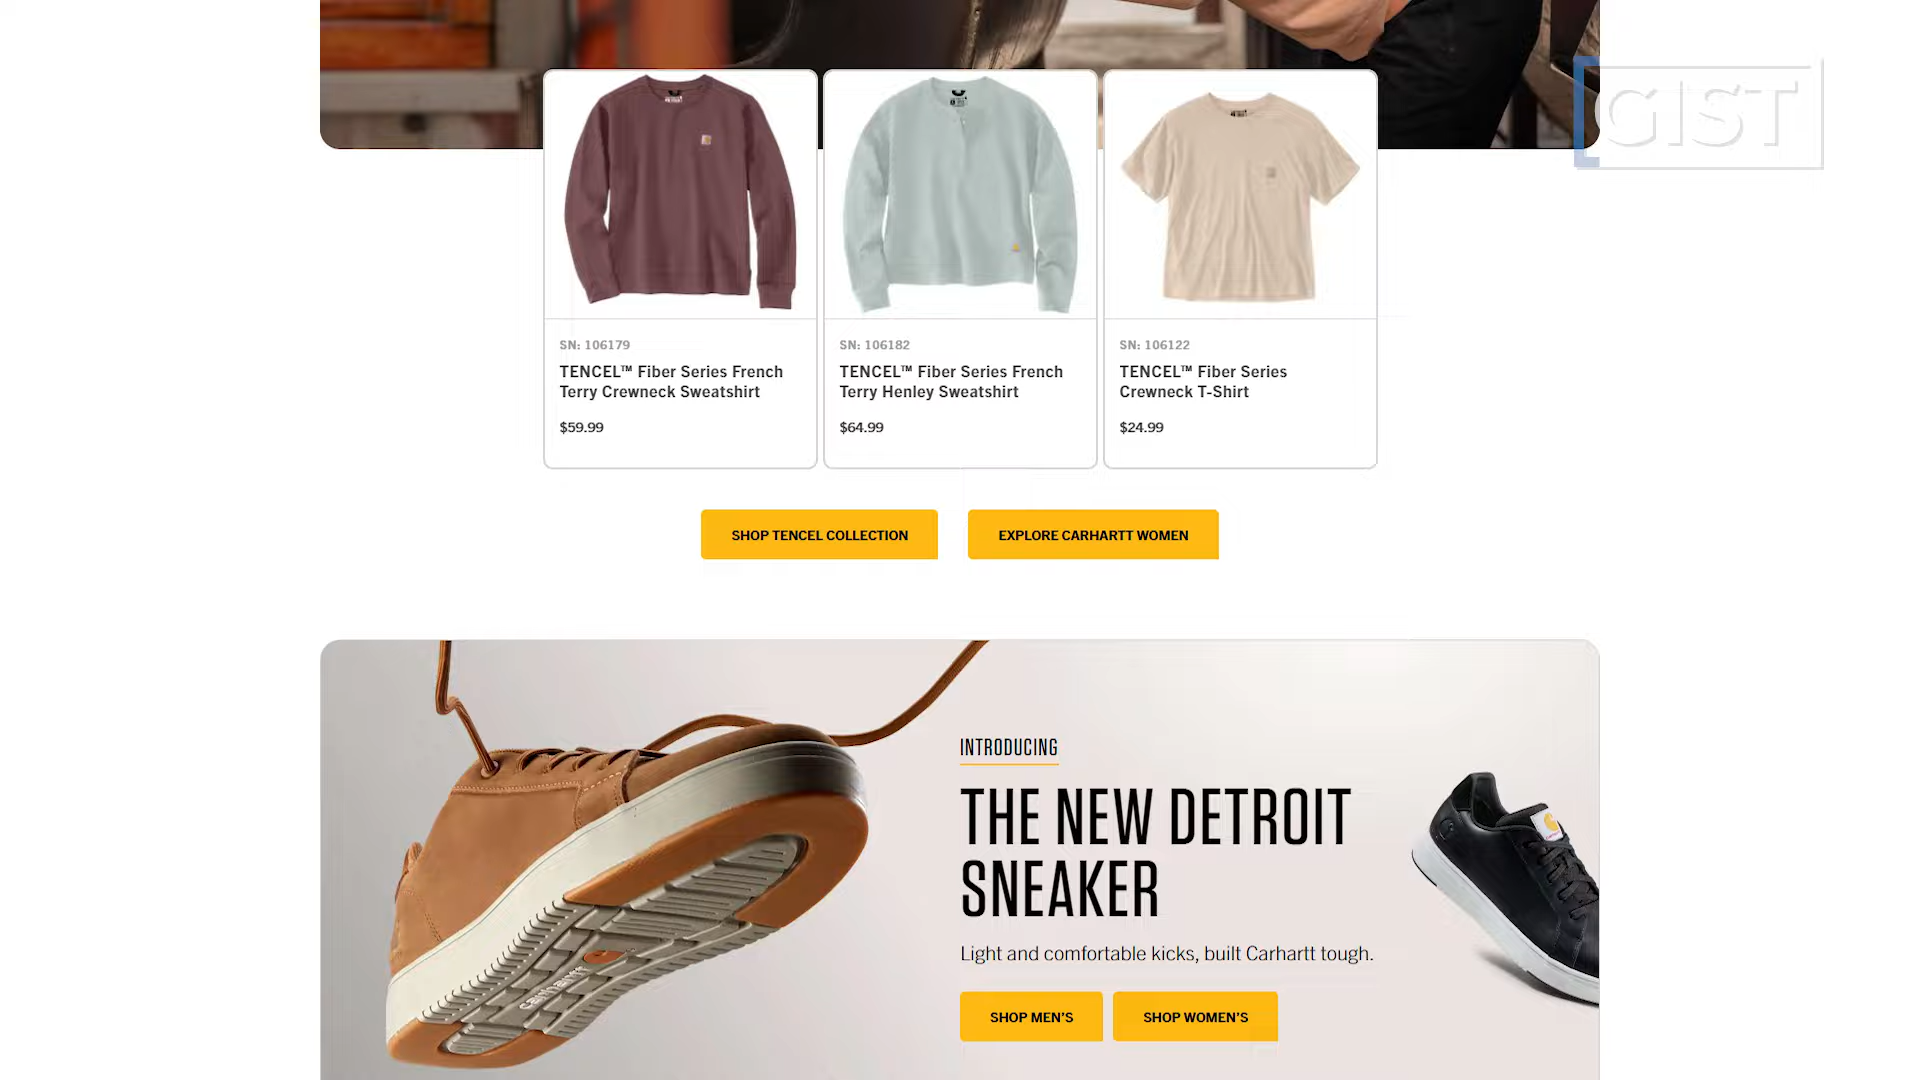 GIST
SN: 106179
TENCEL™ Fiber Series French
Terry Crewneck Sweatshirt
$59.99
SN: 106182
TENCEL™ Fiber Series French
Terry Henley Sweatshirt
$64.99
SN: 106122
TENCEL™ Fiber Series
Crewneck T-Shirt
$24.99
SHOP TENCEL COLLECTION
EXPLORE CARHARTT WOMEN
INTRODUCING
THE NEW DETROIT
SNEAKER
Light and comfortable kicks, built Carhartt tough.
SHOP MEN'S
SHOP WOMEN'S
carhartt